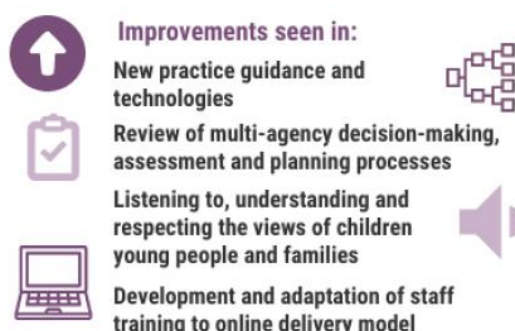 Improvements seen in:
New practice guidance and
technologies
Review of multi-agency decision-making,
assessment and planning processes
Listening to, understanding and
respecting the views of children
young people and families
Development and adaptation of staff
training to online delivery model